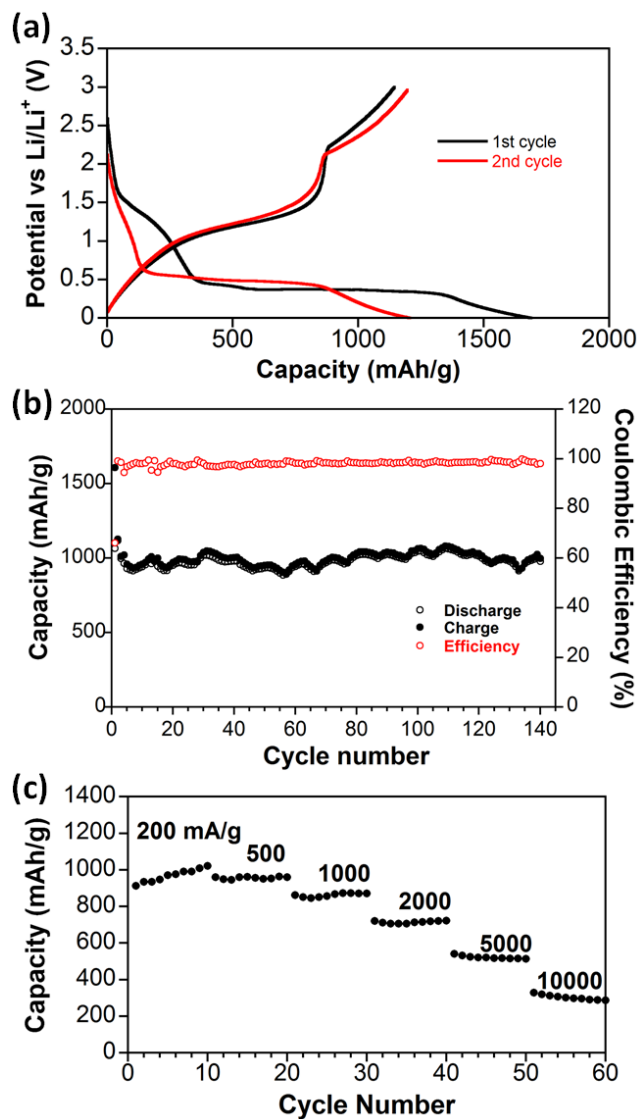 (a)
Potential vs Li/Li+ (V)
3.5
3
2.5
2
1.5
1
0.5
0
1st cycle
2nd cycle
0 500 1000 1500 2000
Capacity (mAh/g)
(b)
Capacity (mAh/g)
2000
1500
1000
500
0
Discharge
Charge
Efficiency
120
100
80
60
40
20
0
Coulombic Efficiency (%)
0 20 40 60 80 100 120 140
Cycle number
(c)
Capacity (mAh/g)
1400
1200
1000
800
600
400
200
0
200 mA/g
500
1000
2000
5000
10000
0 10 20 30 40 50 60
Cycle Number